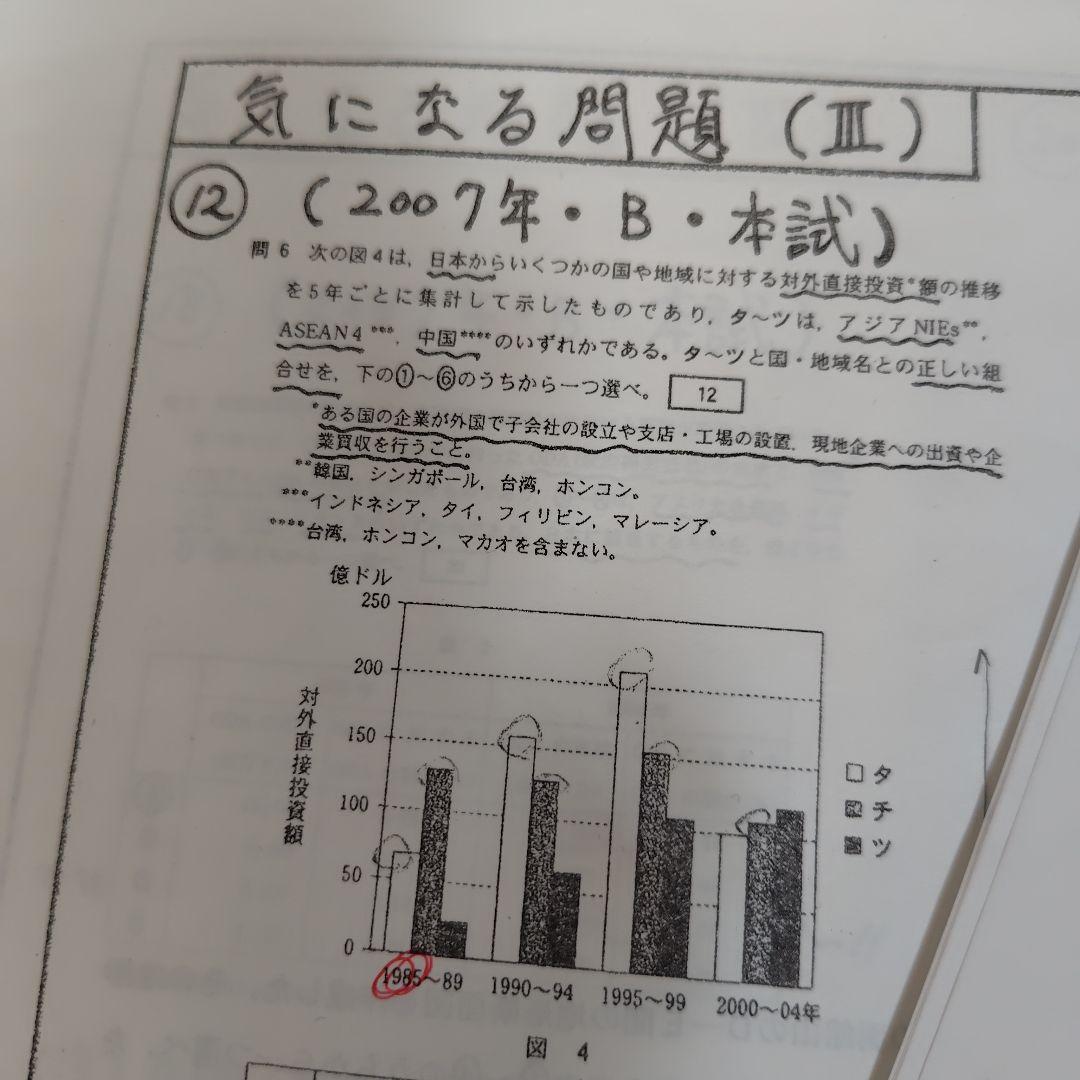 気になる問題(Ⅲ)
⑫ (2007年・B・本試)
問6 次の図4は,日本からいくつかの国や地域に対する対外直接投資*額の推移
を5年ごとに集計して示したものであり,タ~ツは,アジアNIEs**,
ASEAN4***,中国****のいずれかである。タ~ツと国・地域名との正しい組
合せを,下の①~⑥のうちから一つ選べ。 12
*ある国の企業が外国で子会社の設立や支店・工場の設置,現地企業への出資や企
業買収を行うこと。
**韓国,シンガポール,台湾,ホンコン。
***インドネシア,タイ,フィリピン,マレーシア。
****台湾,ホンコン,マカオを含まない。
億ドル
250
200
150
100
50
0
対外直接投資額
タ
チ
ツ
1985~89 1990~94 1995~99 2000~04年
図 4